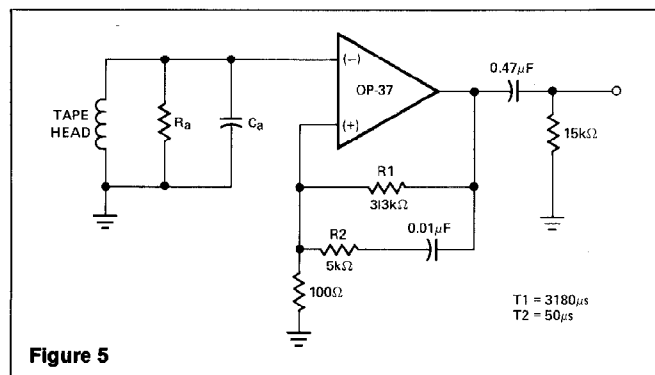 0.47µF
(–)
OP-37
(+)
TAPE
HEAD
Ra
Ca
15kΩ
R1
3I3kΩ
R2
0.01µF
5kΩ
100Ω
T1 = 3180µs
T2 = 50µs
Figure 5